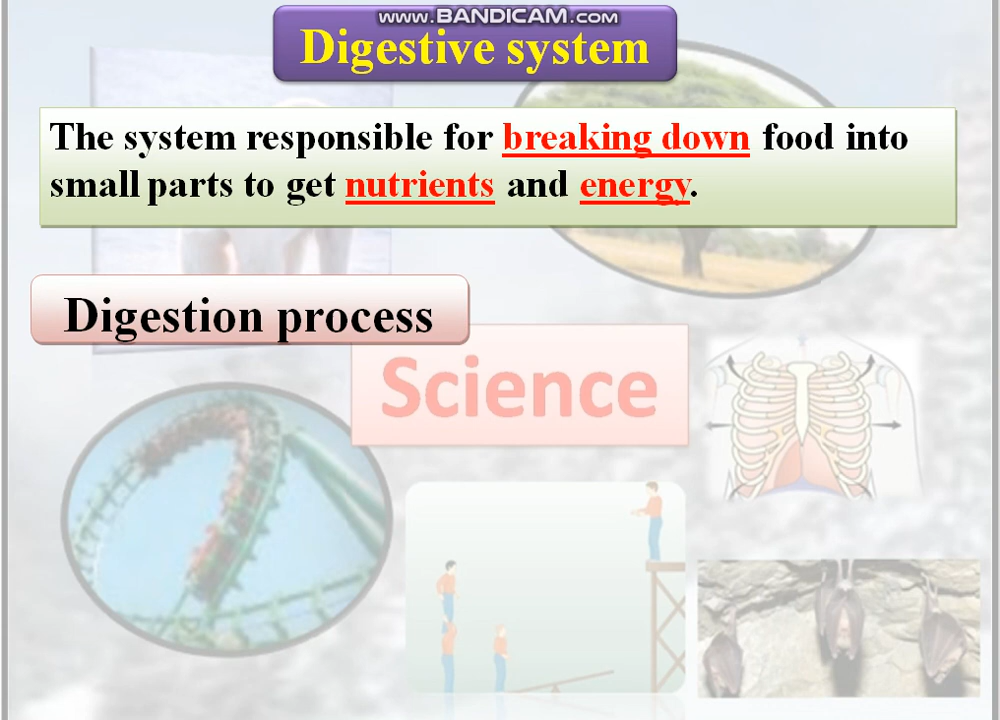 www.BANDICAM.com
Digestive system
The system responsible for breaking down food into
small parts to get nutrients and energy.
Digestion process
Science